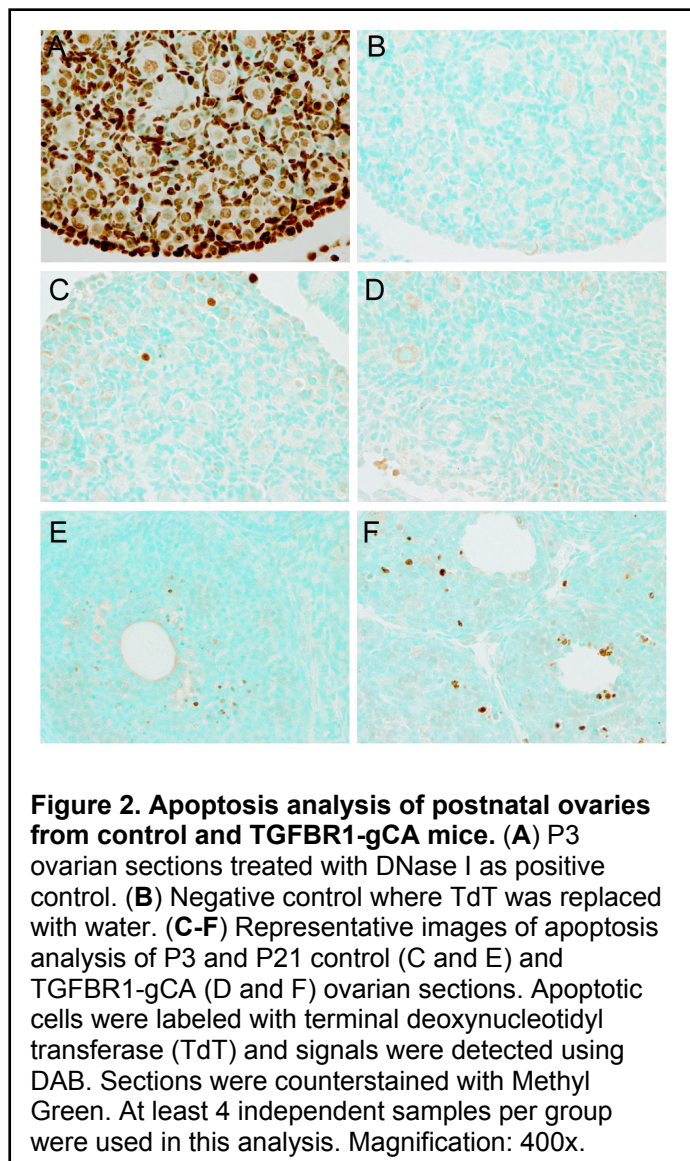 A
B
C
D
E
F
Figure 2. Apoptosis analysis of postnatal ovaries
from control and TGFBR1-gCA mice. (A) P3
ovarian sections treated with DNase I as positive
control. (B) Negative control where TdT was replaced
with water. (C-F) Representative images of apoptosis
analysis of P3 and P21 control (C and E) and
TGFBR1-gCA (D and F) ovarian sections. Apoptotic
cells were labeled with terminal deoxynucleotidyl
transferase (TdT) and signals were detected using
DAB. Sections were counterstained with Methyl
Green. At least 4 independent samples per group
were used in this analysis. Magnification: 400x.